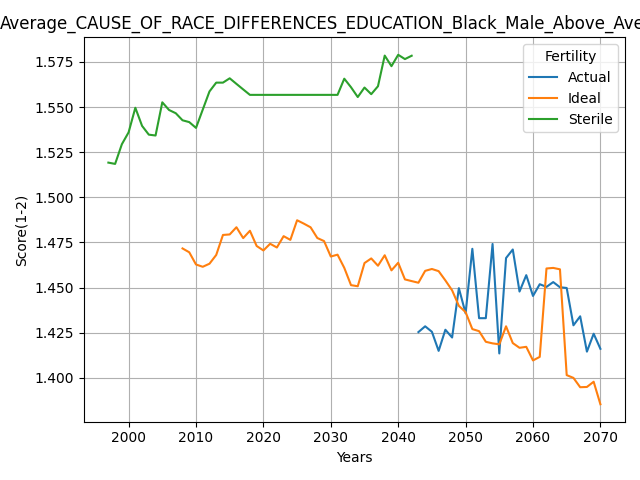 Average_CAUSE_OF_RACE_DIFFERENCES_EDUCATION_Black_Male_Above_Ave
Fertility
Actual
Ideal
Sterile
Score(1-2)
1.575
1.550
1.525
1.500
1.475
1.450
1.425
1.400
2000 2010 2020 2030 2040 2050 2060 2070
Years